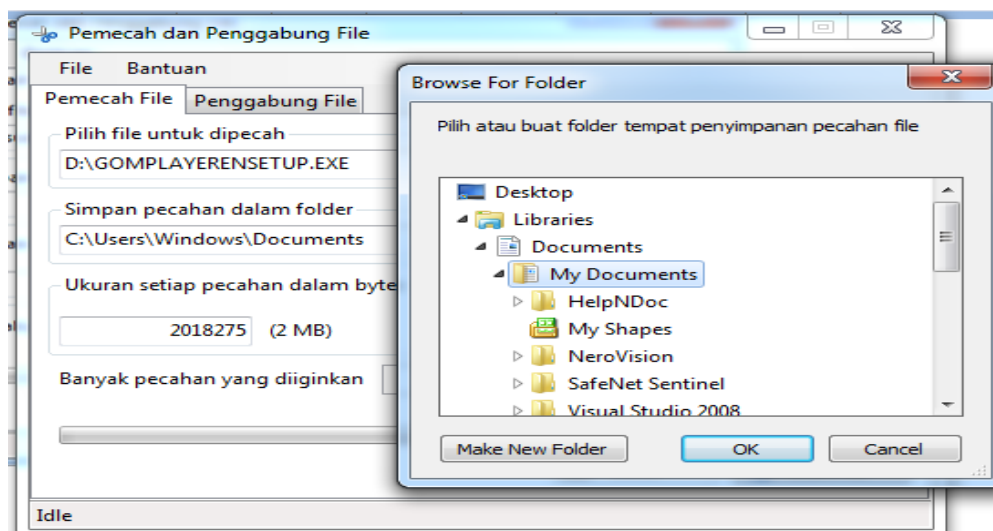 Pemecah dan Penggabung File
File Bantuan
Pemecah File Penggabung File
Pilih file untuk dipecah
D:\GOMPLAYERENSETUP.EXE
Simpan pecahan dalam folder
C:\Users\Windows\Documents
Ukuran setiap pecahan dalam byte
2018275 (2 MB)
Banyak pecahan yang diiginkan
Idle
Browse For Folder
Pilih atau buat folder tempat penyimpanan pecahan file
Desktop
Libraries
Documents
My Documents
HelpNDoc
My Shapes
NeroVision
SafeNet Sentinel
Visual Studio 2008
Make New Folder OK Cancel